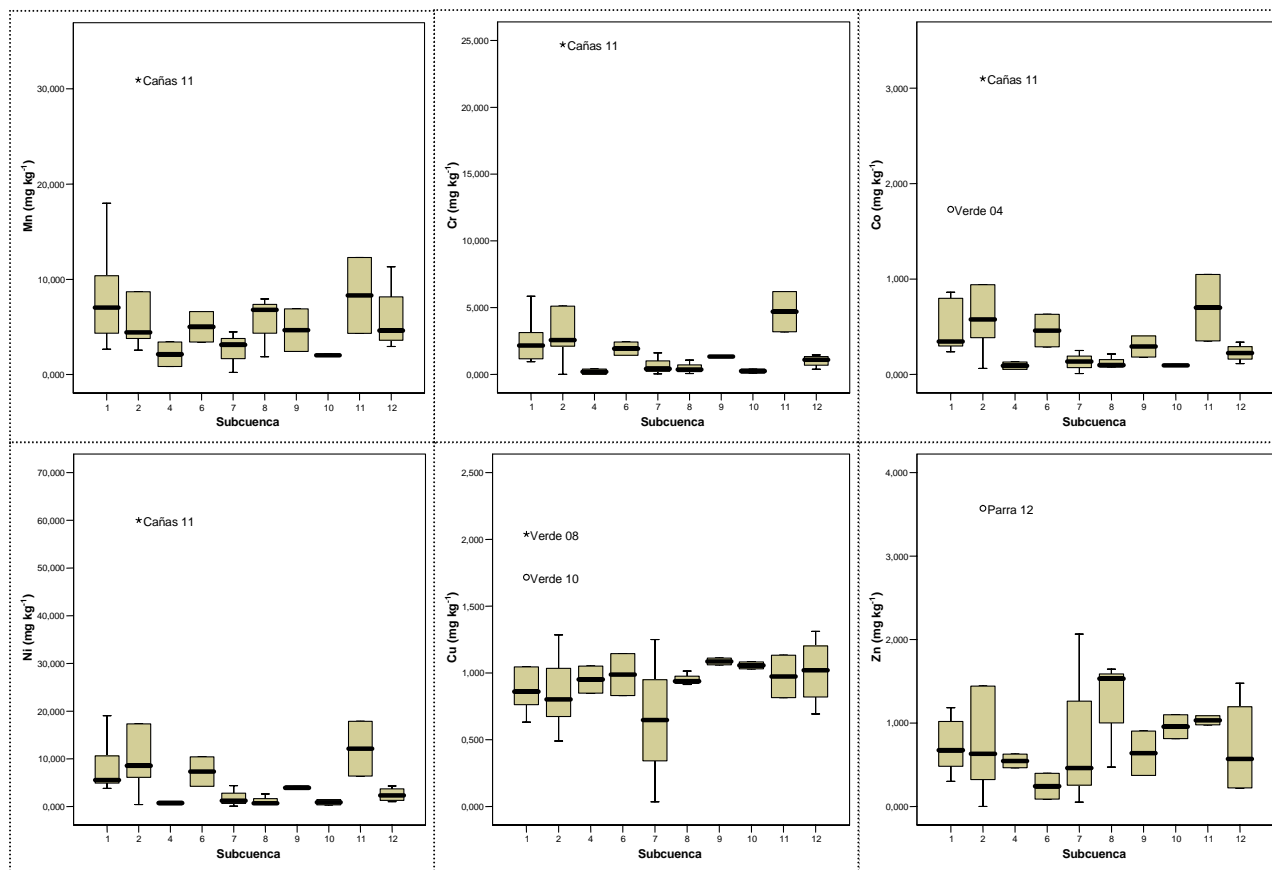 Mn (mg kg-1)
30,000
20,000
10,000
0,000
*Cañas 11
1 2 4 6 7 8 9 10 11 12
Subcuenca
Cr (mg kg-1)
25,000
20,000
15,000
10,000
5,000
0,000
*Cañas 11
1 2 4 6 7 8 9 10 11 12
Subcuenca
Co (mg kg-1)
3,000
2,000
1,000
0,000
*Cañas 11
Verde 04
1 2 4 6 7 8 9 10 11 12
Subcuenca
Ni (mg kg-1)
70,000
60,000
50,000
40,000
30,000
20,000
10,000
0,000
*Cañas 11
1 2 4 6 7 8 9 10 11 12
Subcuenca
Cu (mg kg-1)
2,500
2,000
1,500
1,000
0,500
0,000
*Verde 08
Verde 10
1 2 4 6 7 8 9 10 11 12
Subcuenca
Zn (mg kg-1)
4,000
3,000
2,000
1,000
0,000
Parra 12
1 2 4 6 7 8 9 10 11 12
Subcuenca